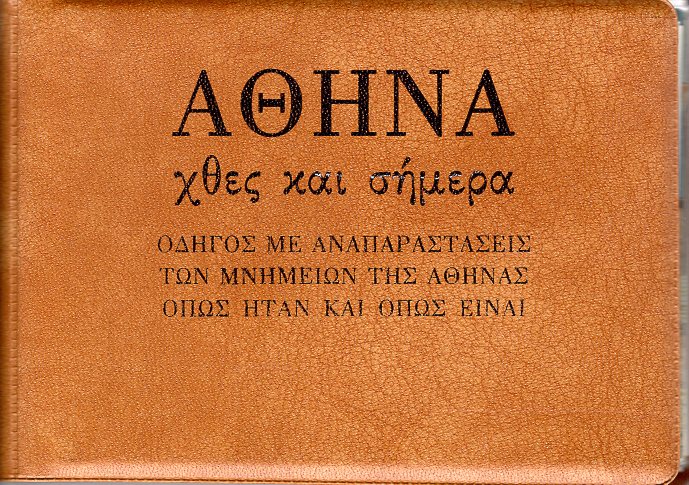 ΑΘΗΝΑ
χθες και σήμερα
ΟΔΗΓΟΣ ΜΕ ΑΝΑΠΑΡΑΣΤΑΣΕΙΣ
ΤΩΝ ΜΝΗΜΕΙΩΝ ΤΗΣ ΑΘΗΝΑΣ
ΟΠΩΣ ΗΤΑΝ ΚΑΙ ΟΠΩΣ ΕΙΝΑΙ